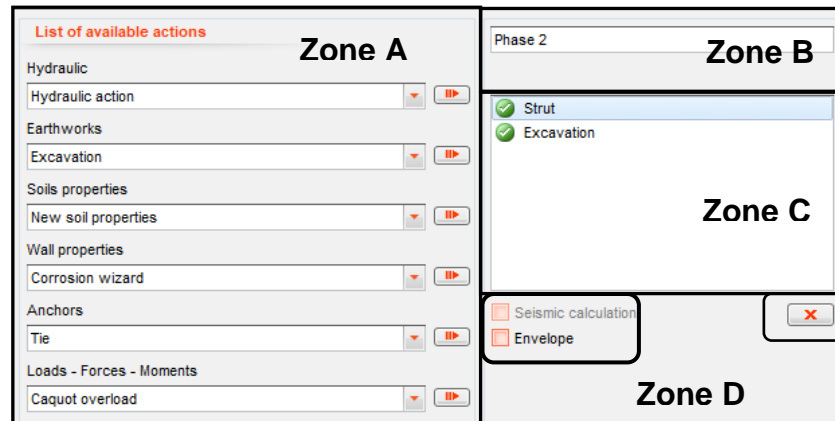 List of available actions
Zone A
Hydraulic
Hydraulic action
Earthworks
Excavation
Soils properties
New soil properties
Wall properties
Corrosion wizard
Anchors
Tie
Loads - Forces - Moments
Caquot overload
Phase 2
Zone B
Strut
Excavation
Zone C
Seismic calculation
Envelope
Zone D